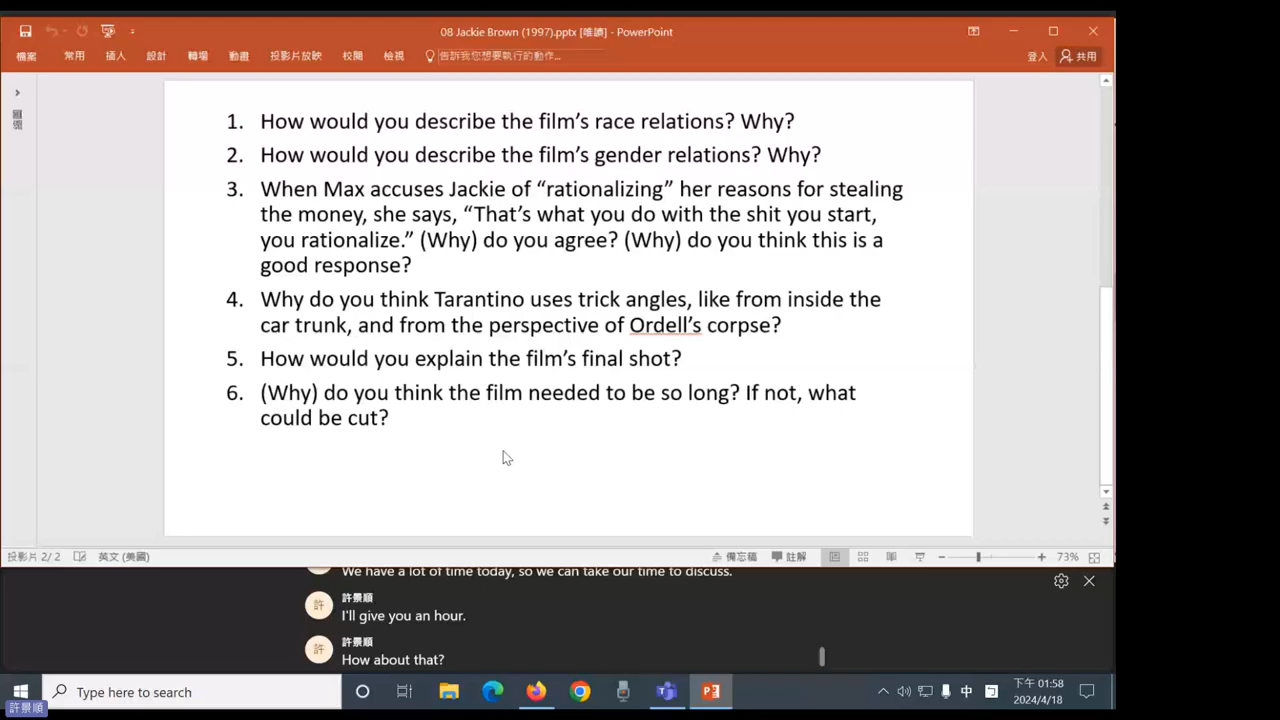 08 Jackie Brown (1997).pptx [唯讀] - PowerPoint
檔案 常用 插入 設計 轉場 動畫 投影片放映 校閱 檢視 告訴我您想要執行的動作... 登入 共用
1. How would you describe the film’s race relations? Why?
2. How would you describe the film’s gender relations? Why?
3. When Max accuses Jackie of “rationalizing” her reasons for stealing
the money, she says, “That’s what you do with the shit you start,
you rationalize.” (Why) do you agree? (Why) do you think this is a
good response?
4. Why do you think Tarantino uses trick angles, like from inside the
car trunk, and from the perspective of Ordell’s corpse?
5. How would you explain the film’s final shot?
6. (Why) do you think the film needed to be so long? If not, what
could be cut?
投影片 2/2 英文 (美國) 備忘稿 註解 73%
We have a lot of time today, so we can take our time to discuss.
許景順
許 I'll give you an hour.
許景順
許 How about that?
Type here to search 中 下午 01:58
2024/4/18
許景順